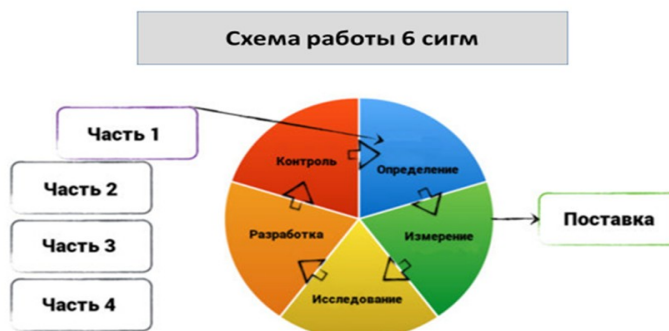 Схема работы 6 сигм
Часть 1
Часть 2
Часть 3
Часть 4
Контроль
Определение
Разработка
Измерение
Исследование
Поставка